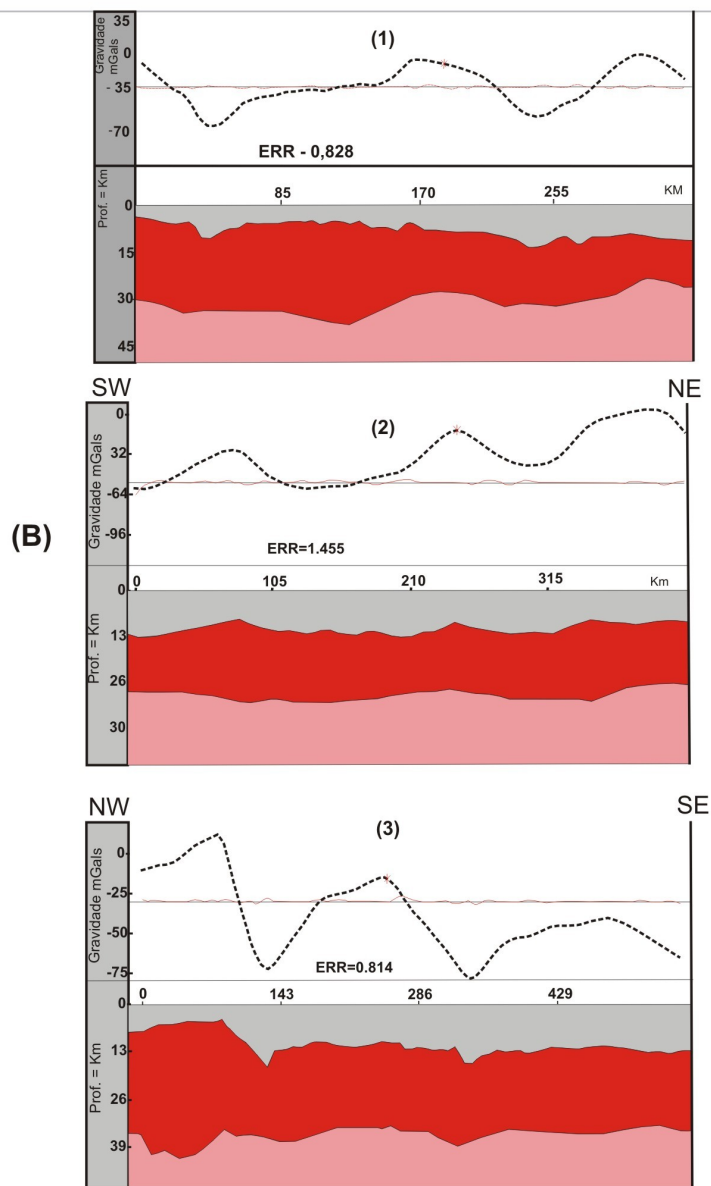 (B)
Gravidade
mGals
35
0
- 35
-70
(1)
ERR - 0,828
Prof. = Km
85
170
255
KM
0
15
30
45
SW
NE
Gravidade mGals
0
32
-64
-96
(2)
ERR=1.455
0
105
210
315
Km
Prof. = Km
0
13
26
30
NW
SE
Gravidade mGals
0
-25
-50
-75
(3)
ERR=0.814
0
143
286
429
Prof. = Km
0
13
26
39